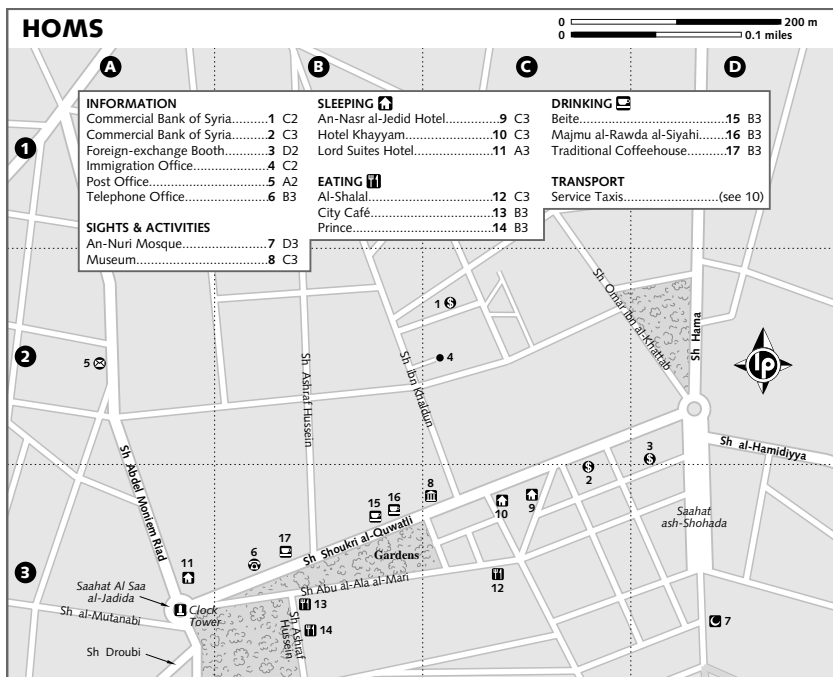 HOMS
0 200 m
0 0.1 miles
A B C D
1
INFORMATION
Commercial Bank of Syria..........1 C2
Commercial Bank of Syria..........2 C3
Foreign-exchange Booth..........3 D2
Immigration Office..........4 C2
Post Office..........5 A2
Telephone Office..........6 B3
SIGHTS & ACTIVITIES
An-Nuri Mosque..........7 D3
Museum..........8 C3
SLEEPING
An-Nasr al-Jedid Hotel..........9 C3
Hotel Khayyam..........10 C3
Lord Suites Hotel..........11 A3
EATING
Al-Shalal..........12 C3
City Café..........13 B3
Prince..........14 B3
DRINKING
Beite..........15 B3
Majmu al-Rawda al-Siyahi..........16 B3
Traditional Coffeehouse..........17 B3
TRANSPORT
Service Taxis..........(see 10)
Sh Omar ibn al-Khattab
Sh Hama
1 $
2
5
4
lp
Sh Ashraf Hussein
Sh Ibn Khaldun
Sh al-Hamidiyya
3 $
$ 2
Sh Abdel Moniem Riad
8
16
15
10
9
Saahat
ash-Shohada
17
6
Sh Shoukri al-Quwatli
Gardens
3
11
12
Saahat Al Saa
al-Jadida
Sh Abu al-Ala al-Mari
Clock
Tower
13
Sh al-Mutanabi
Sh Ashraf
Hussein
14
7
Sh Droubi